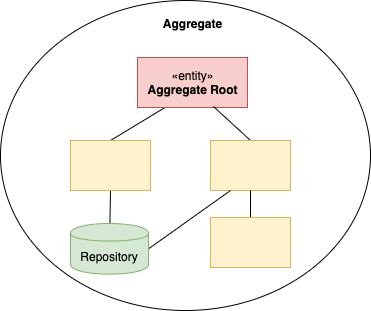 Aggregate
«entity»
Aggregate Root
Repository